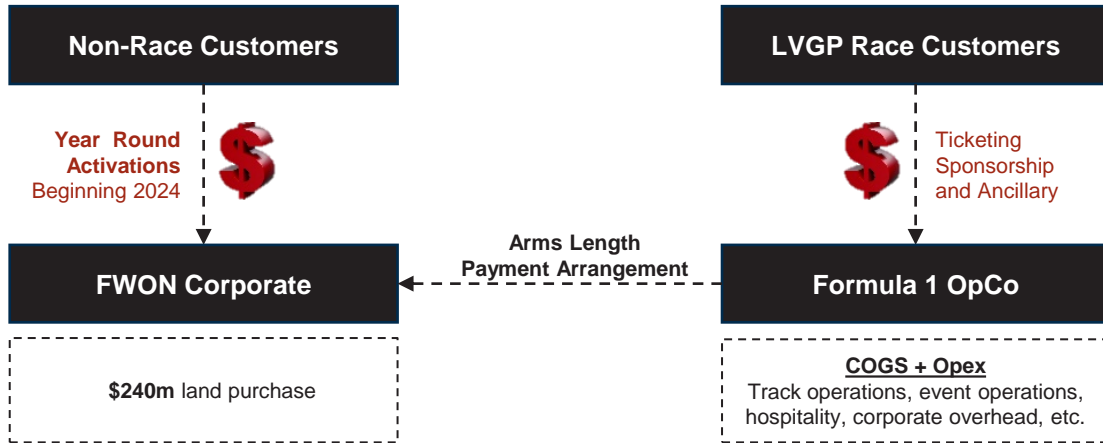 Non-Race Customers
LVGP Race Customers
Year Round
Activations
Beginning 2024
$
$
Ticketing
Sponsorship
and Ancillary
Arms Length
Payment Arrangement
FWON Corporate
Formula 1 OpCo
$240m land purchase
COGS + Opex
Track operations, event operations,
hospitality, corporate overhead, etc.